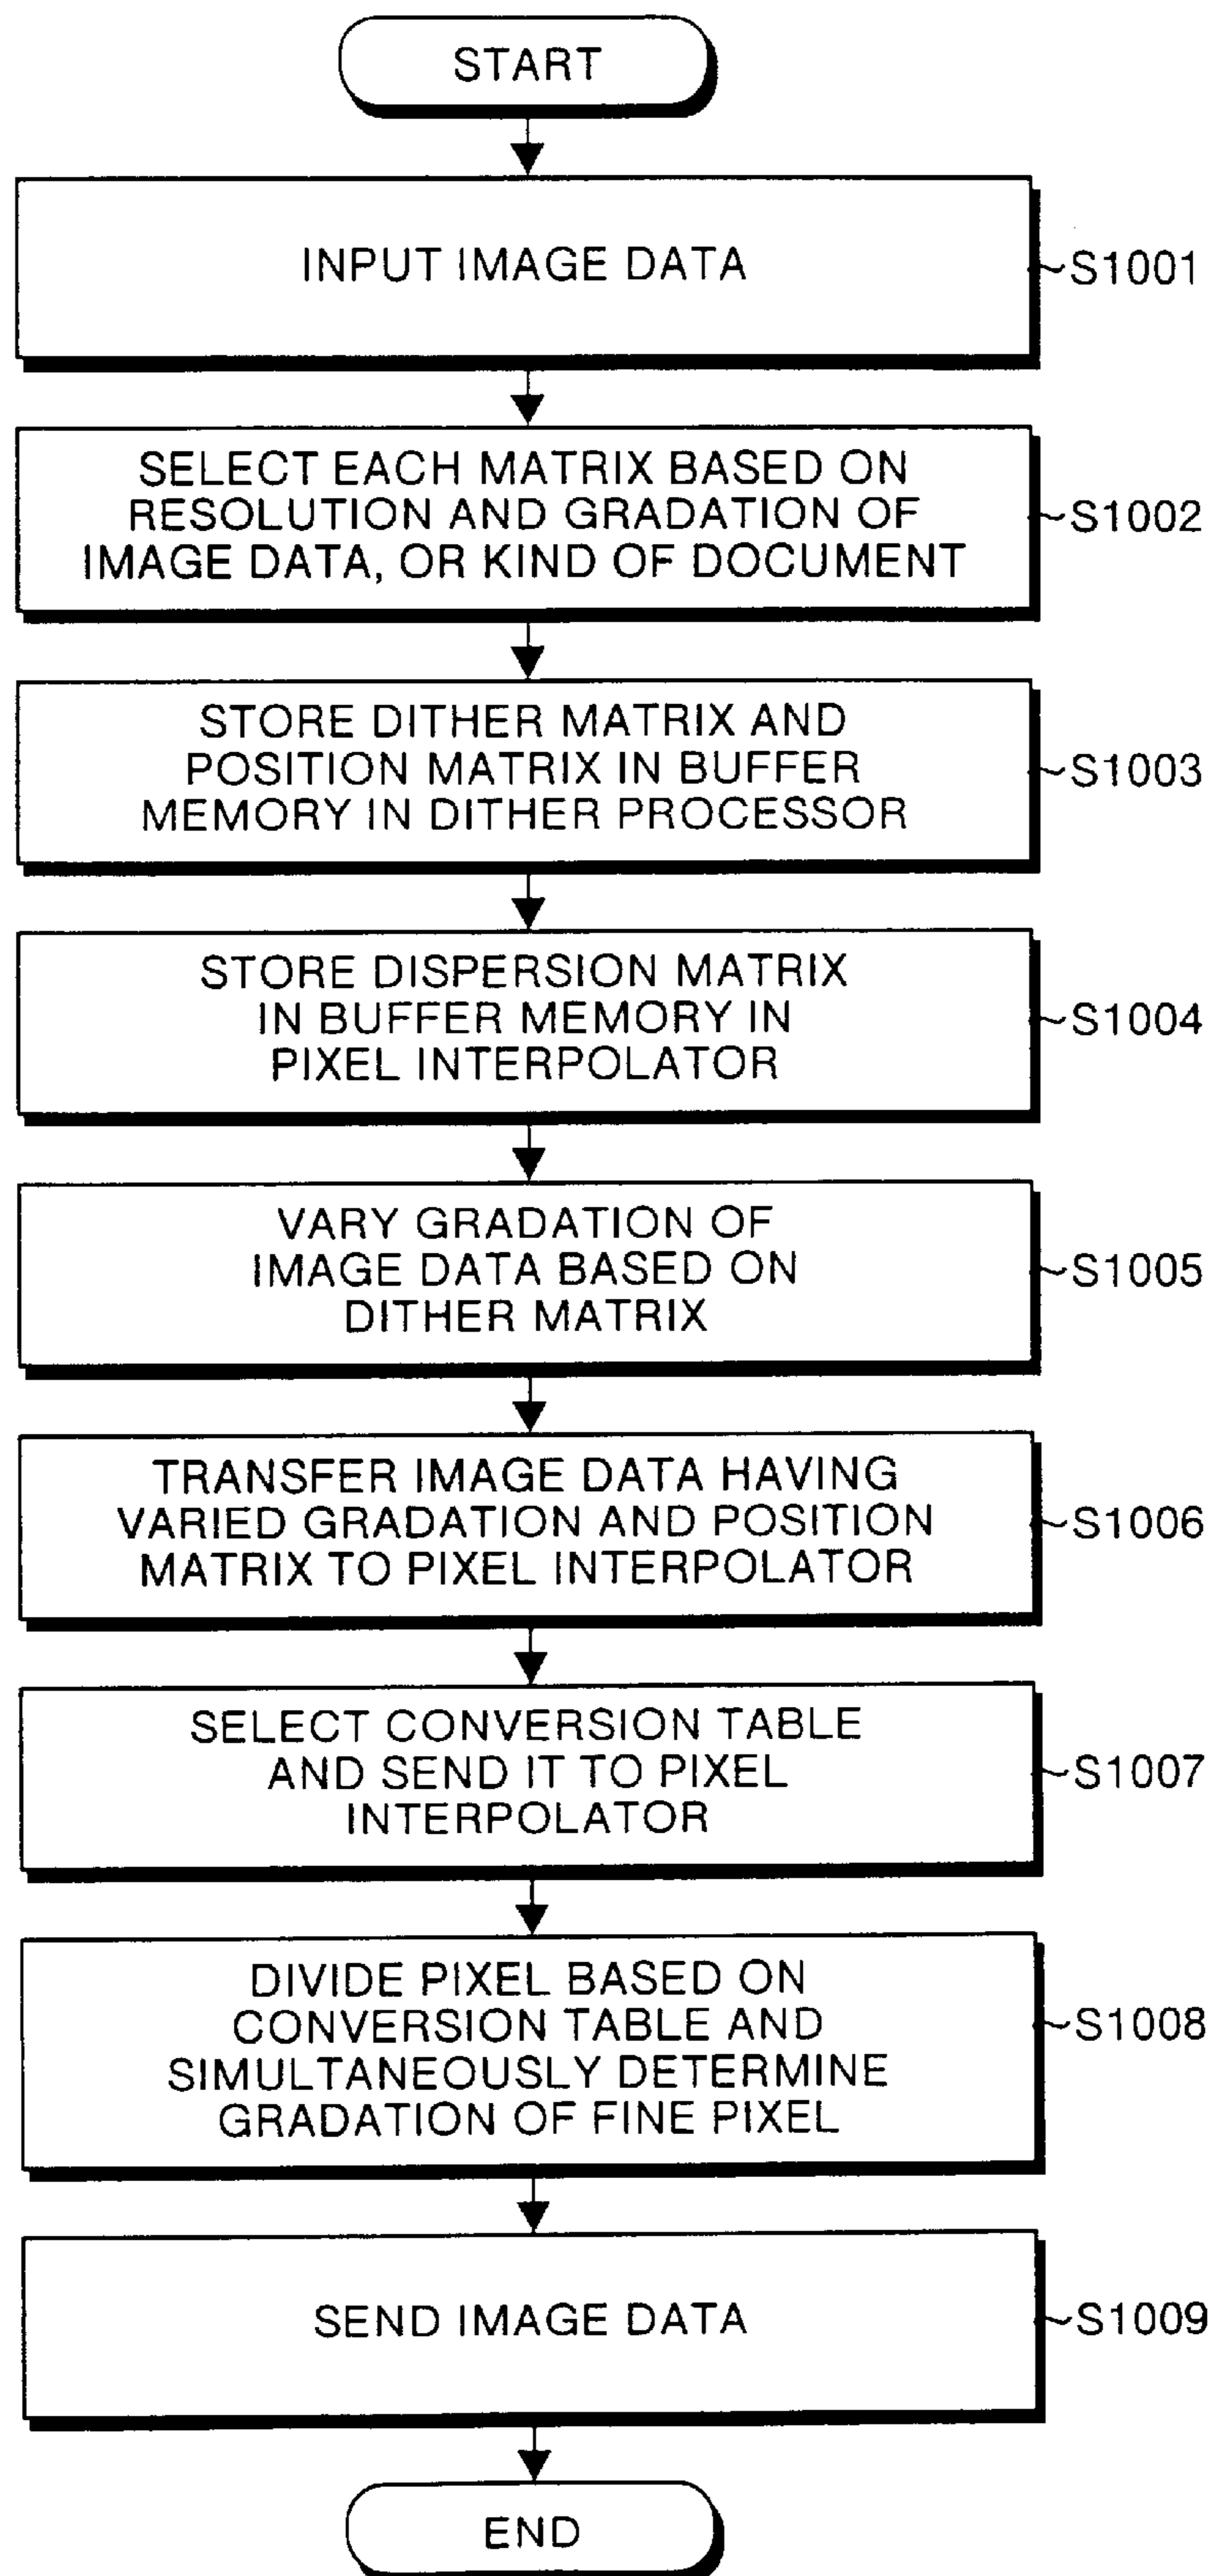 START
INPUT IMAGE DATA
S1001
SELECT EACH MATRIX BASED ON
RESOLUTION AND GRADATION OF
IMAGE DATA, OR KIND OF DOCUMENT
S1002
STORE DITHER MATRIX AND
POSITION MATRIX IN BUFFER
MEMORY IN DITHER PROCESSOR
S1003
STORE DISPERSION MATRIX
IN BUFFER MEMORY IN
PIXEL INTERPOLATOR
S1004
VARY GRADATION OF
IMAGE DATA BASED ON
DITHER MATRIX
S1005
TRANSFER IMAGE DATA HAVING
VARIED GRADATION AND POSITION
MATRIX TO PIXEL INTERPOLATOR
S1006
SELECT CONVERSION TABLE
AND SEND IT TO PIXEL
INTERPOLATOR
S1007
DIVIDE PIXEL BASED ON
CONVERSION TABLE AND
SIMULTANEOUSLY DETERMINE
GRADATION OF FINE PIXEL
S1008
SEND IMAGE DATA
S1009
END